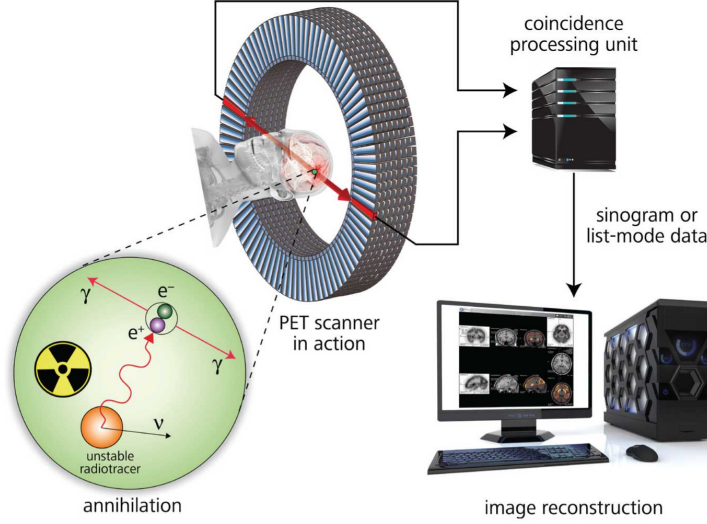 coincidence
processing unit
sinogram or
list-mode data
PET scanner
in action
γ
e⁻
e⁺
γ
ν
unstable
radiotracer
annihilation
image reconstruction